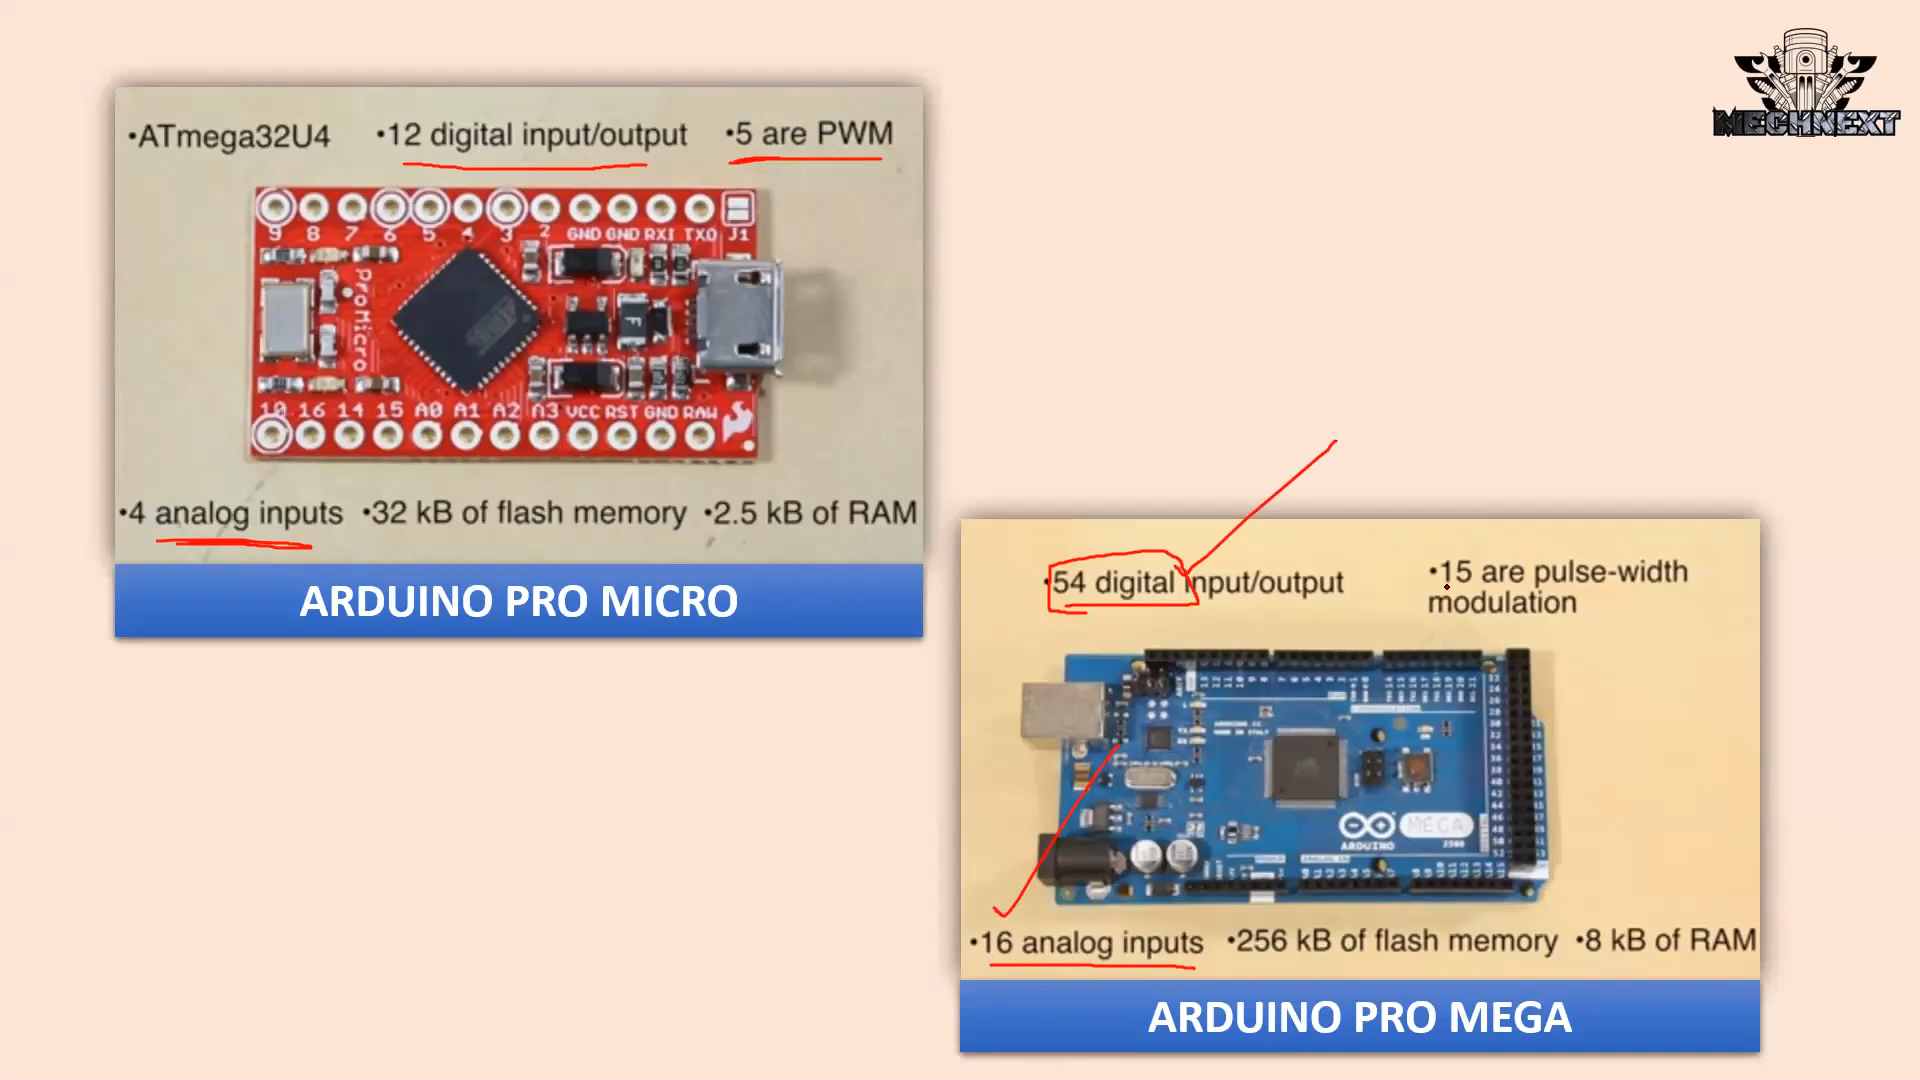 MECHNEXT
•ATmega32U4 •12 digital input/output •5 are PWM
9 8 7 6 5 4 3 2 GND GND RXI TXO J1
ProMicro
10 16 14 15 A0 A1 A2 A3 VCC RST GND RAW
•4 analog inputs •32 kB of flash memory •2.5 kB of RAM
ARDUINO PRO MICRO
•54 digital input/output
•15 are pulse-width
modulation
MEGA
ARDUINO
2560
•16 analog inputs •256 kB of flash memory •8 kB of RAM
ARDUINO PRO MEGA